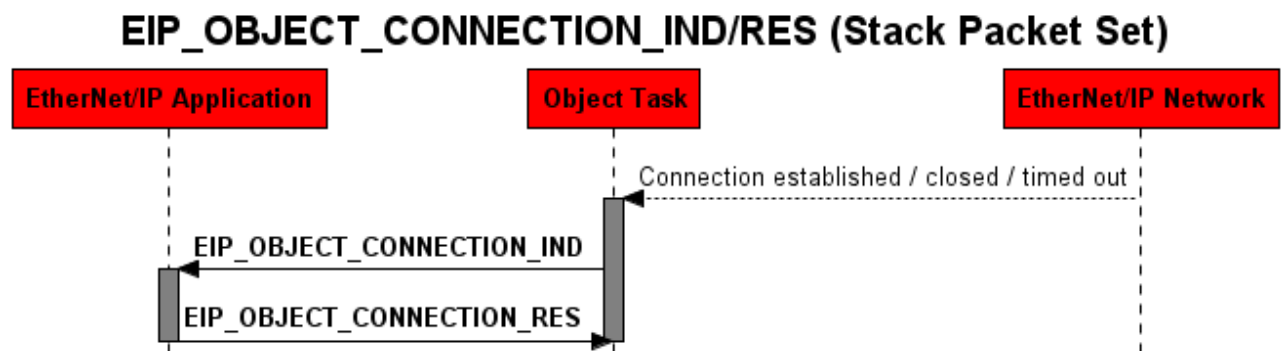 EIP_OBJECT_CONNECTION_IND/RES (Stack Packet Set)
EtherNet/IP Application
Object Task
EtherNet/IP Network
Connection established / closed / timed out
EIP_OBJECT_CONNECTION_IND
EIP_OBJECT_CONNECTION_RES